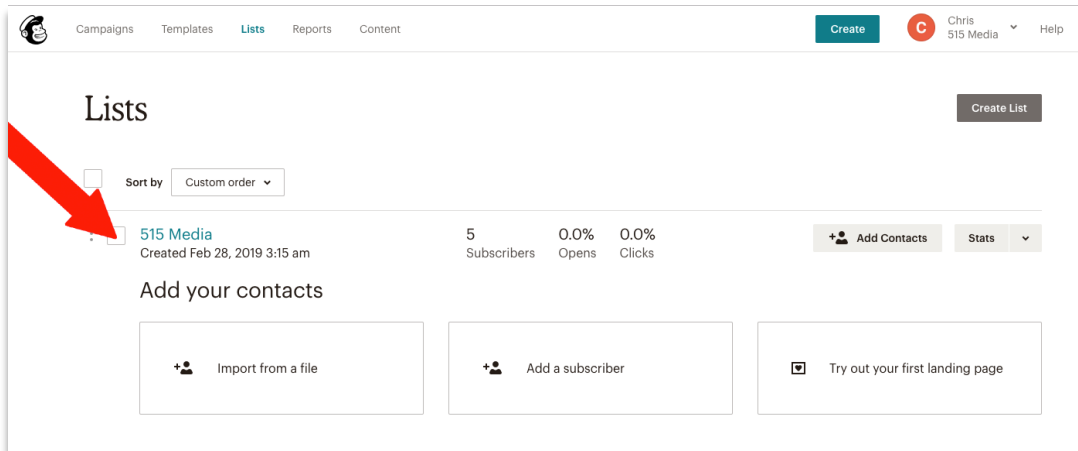 Campaigns Templates Lists Reports Content Create C Chris Help
515 Media
Lists
Create List
Sort by Custom order
515 Media 5 0.0% 0.0% Add Contacts Stats
Created Feb 28, 2019 3:15 am Subscribers Opens Clicks
Add your contacts
Import from a file Add a subscriber Try out your first landing page